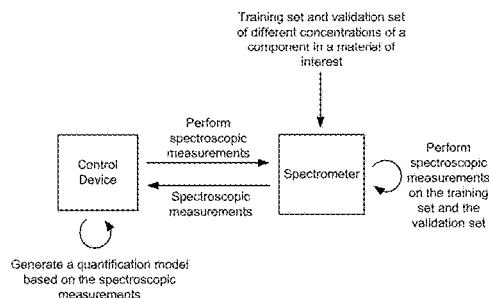 Training set and validation set
of different concentrations of a
component in a material of
interest
Perform
spectroscopic
measurements
Control
Device
Spectrometer
Spectroscopic
measurements
Perform
spectroscopic
measurements
on the training
set and the
validation set
Generate a quantification model
based on the spectroscopic
measurements